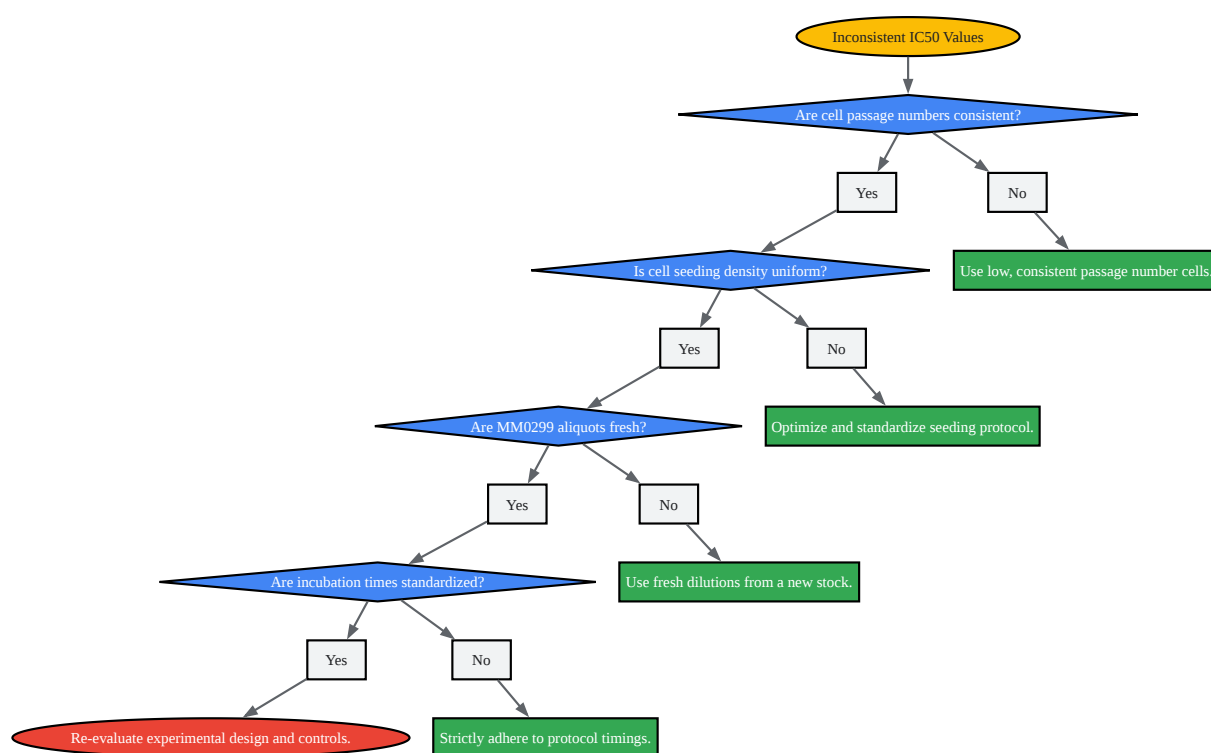 Inconsistent IC50 Values
Are cell passage numbers consistent?
Yes
No
Is cell seeding density uniform?
Use low, consistent passage number cells.
Yes
No
Are MM0299 aliquots fresh?
Optimize and standardize seeding protocol.
Yes
No
Are incubation times standardized?
Use fresh dilutions from a new stock.
Yes
No
Re-evaluate experimental design and controls.
Strictly adhere to protocol timings.